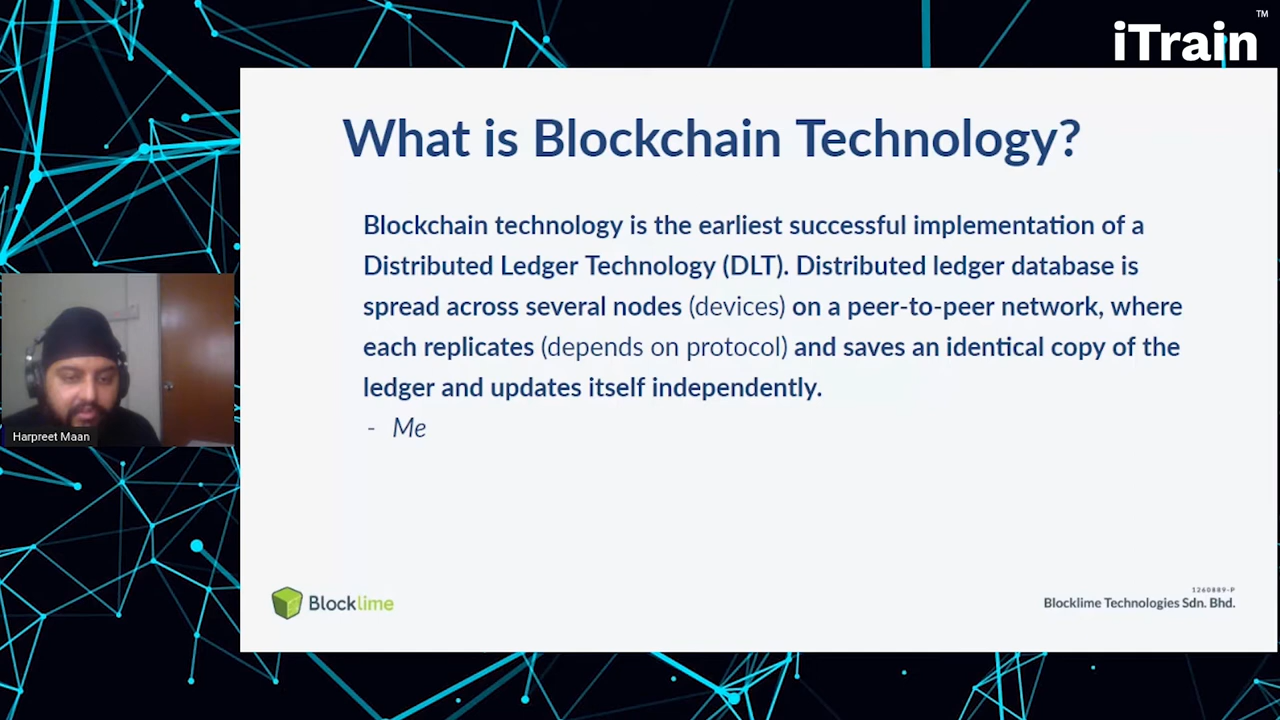 iTrain™
What is Blockchain Technology?
Blockchain technology is the earliest successful implementation of a
Distributed Ledger Technology (DLT). Distributed ledger database is
spread across several nodes (devices) on a peer-to-peer network, where
each replicates (depends on protocol) and saves an identical copy of the
ledger and updates itself independently.
- Me
Harpreet Maan
Blocklime
1260889-P
Blocklime Technologies Sdn. Bhd.